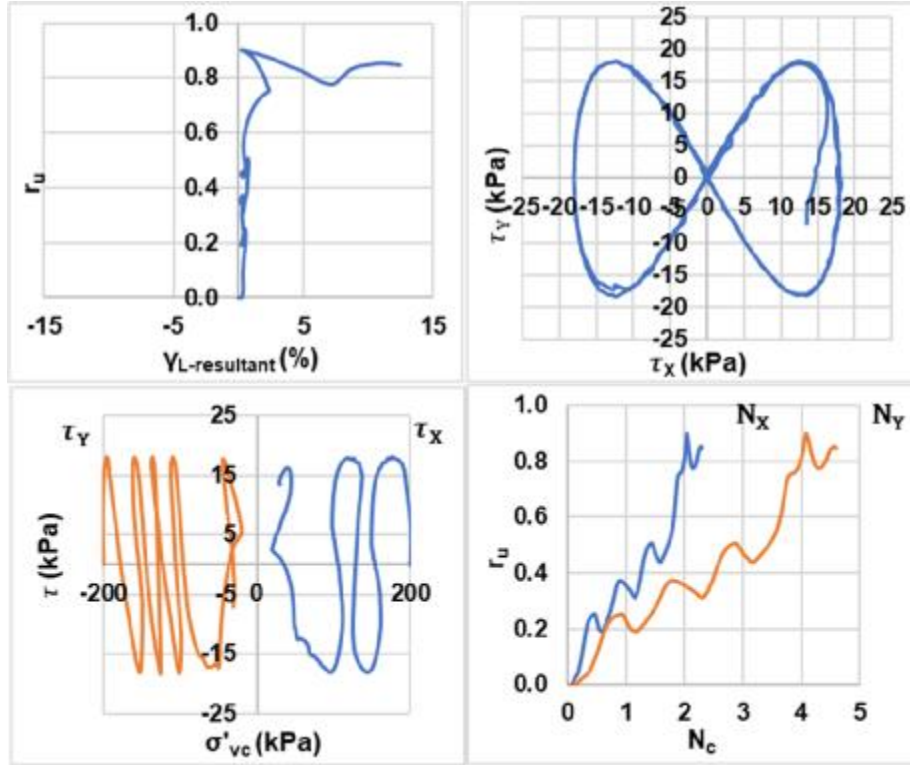 1.0
0.8
0.6
0.4
0.2
0.0
r_u
-15 -5 5 15
γ_L-resultant (%)
25
20
15
10
5
0
-5
-10
-15
-20
-25
-25 -20 -15 -10 -5 0 5 10 15 20 25
τ_Y (kPa)
τ_X (kPa)
τ_Y τ_X
25
15
5
-5
-15
-25
-200 0 200
τ (kPa)
σ'_vc (kPa)
N_X N_Y
1.0
0.8
0.6
0.4
0.2
0.0
r_u
0 1 2 3 4 5
N_c